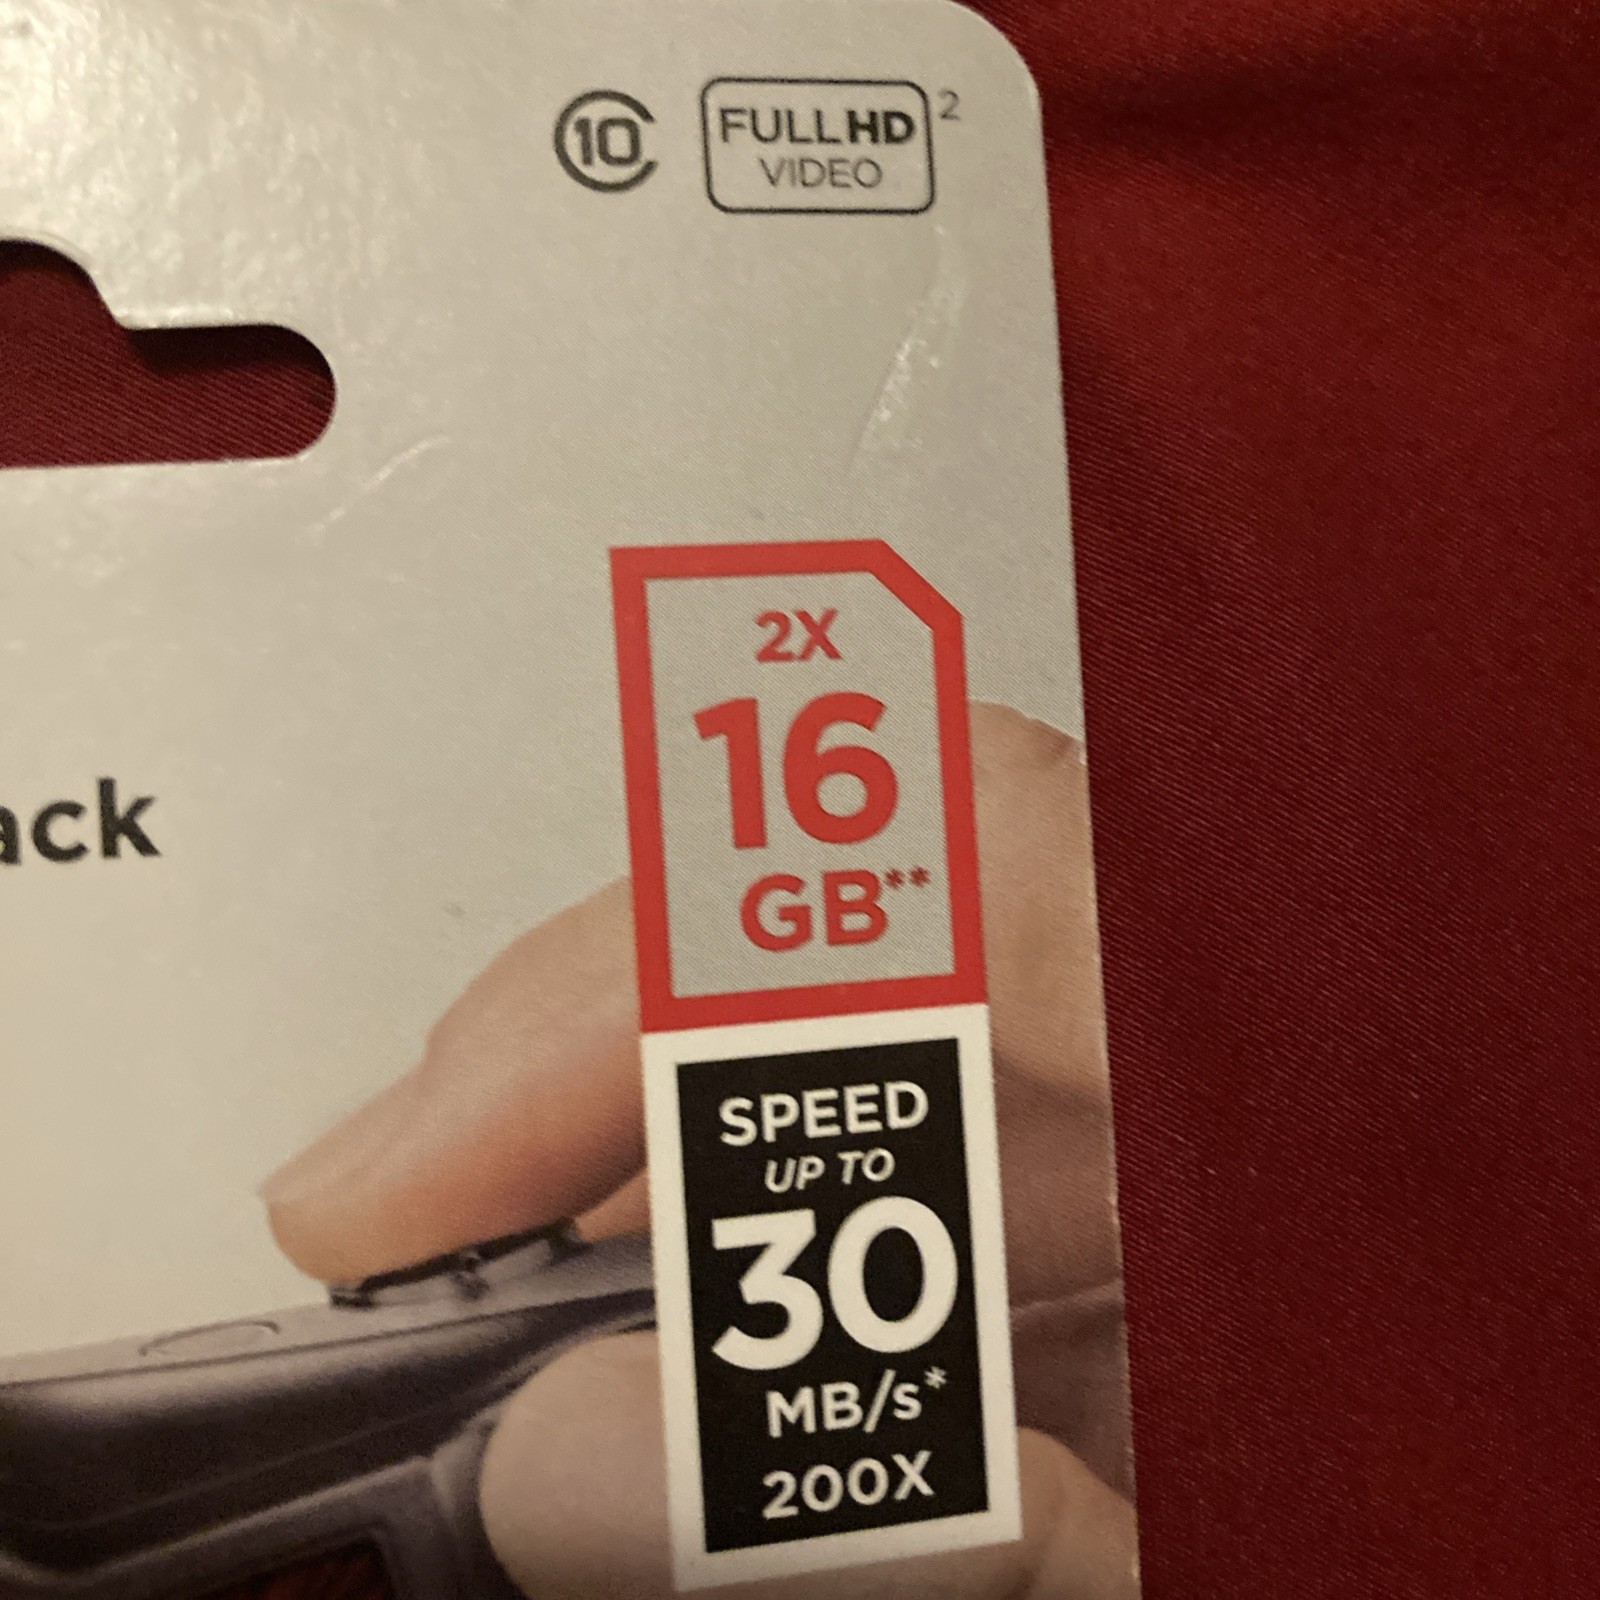 10
FULL HD 2
VIDEO
2X
16
GB**
ack
SPEED
UP TO
30
MB/s*
200X